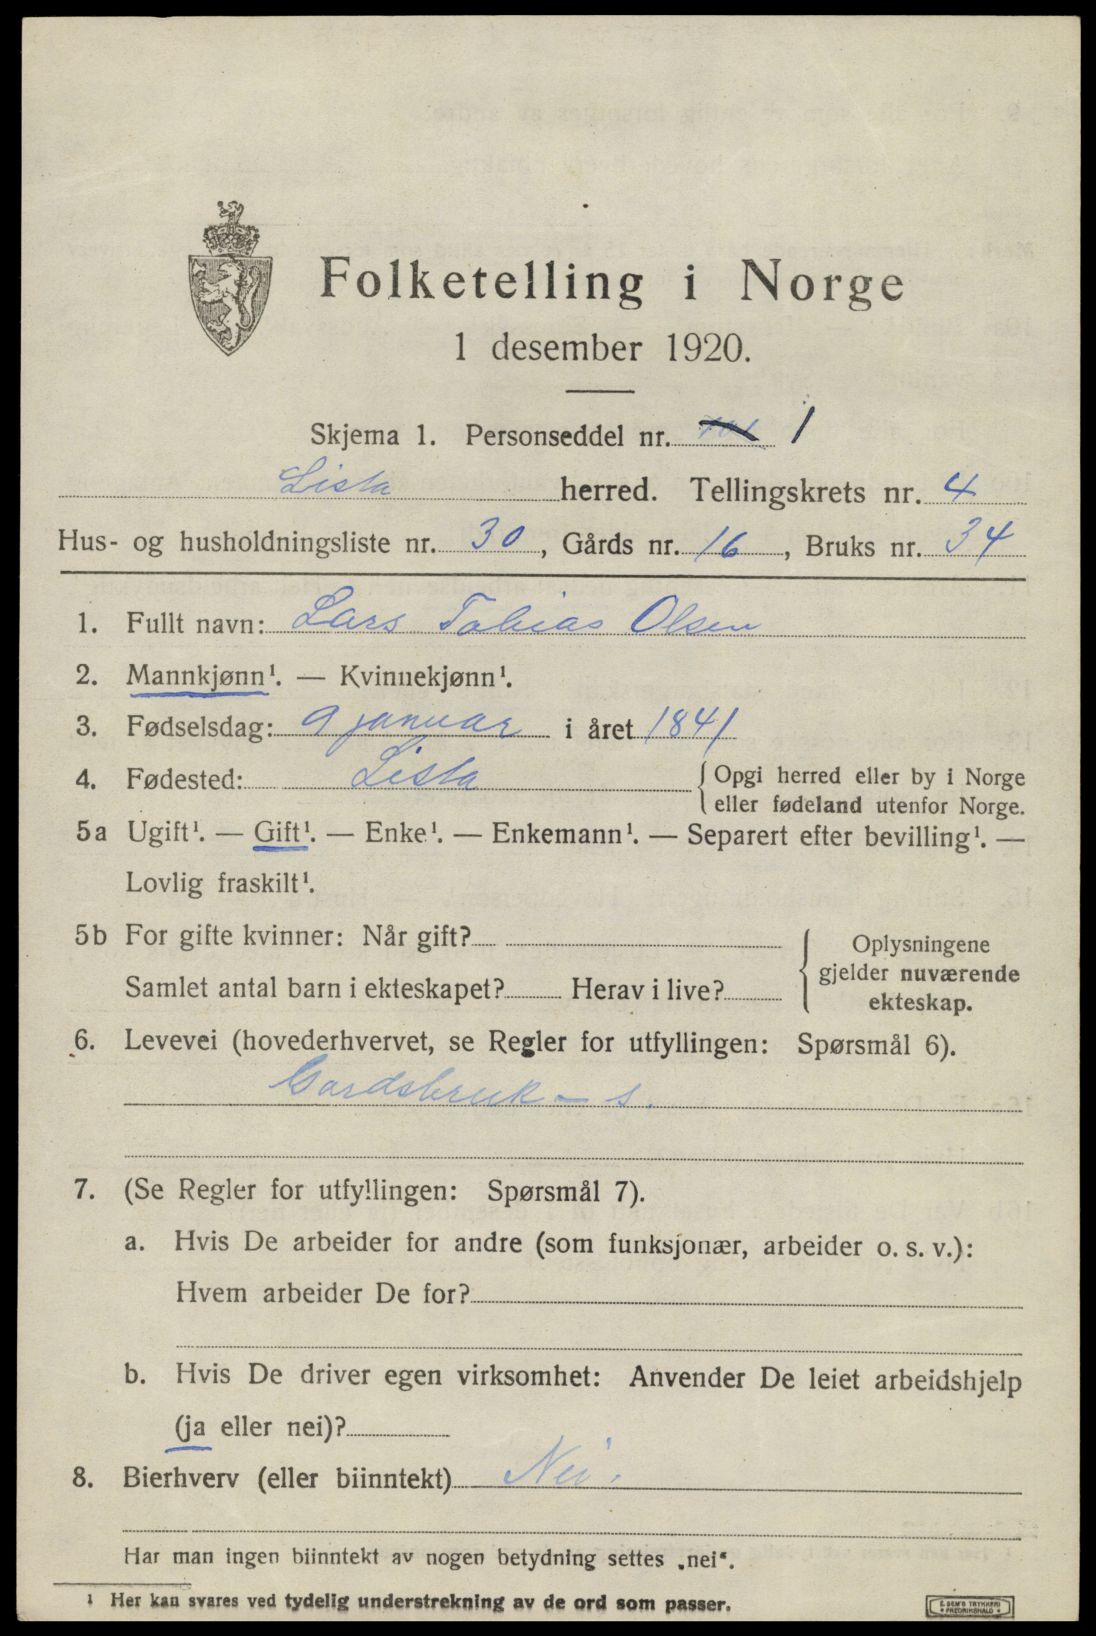 Folketelling i Norge
1 desember 1920.
Skjema 1. Personseddel nr. 1
Lista herred. Tellingskrets nr. 4
Hus- og husholdningsliste nr. 30, Gårds nr. 16, Bruks nr. 34
1. Fullt navn: Lars Tobias Olsen
2. Mannkjønn¹. — Kvinnekjønn¹.
3. Fødselsdag: 9 januar i året 1841
4. Fødested: Lista { Opgi herred eller by i Norge
eller fødeland utenfor Norge.
5a Ugift¹. — Gift¹. — Enke¹. — Enkemann¹. — Separert efter bevilling¹. —
Lovlig fraskilt¹.
5b For gifte kvinner: Når gift?
Samlet antal barn i ekteskapet? Herav i live?
{ Oplysningene
gjelder nuværende
ekteskap.
6. Levevei (hovederhvervet, se Regler for utfyllingen: Spørsmål 6).
Gardsbruk - s.
7. (Se Regler for utfyllingen: Spørsmål 7).
a. Hvis De arbeider for andre (som funksjonær, arbeider o. s. v.):
Hvem arbeider De for?
b. Hvis De driver egen virksomhet: Anvender De leiet arbeidshjelp
(ja eller nei)?
8. Bierhverv (eller biinntekt) Nei.
Har man ingen biinntekt av nogen betydning settes „nei“.
¹ Her kan svares ved tydelig understrekning av de ord som passer.
E. SEM'S TRYKKERI
• FREDRIKSHALD •